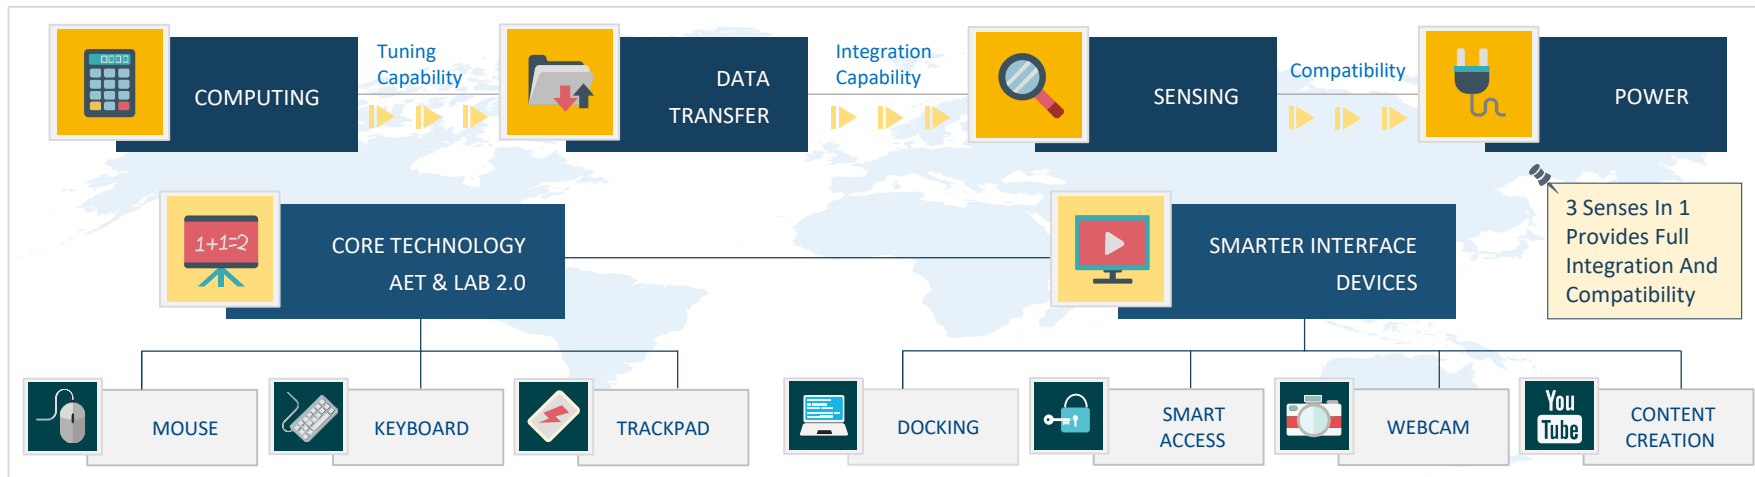 COMPUTING
Tuning
Capability
DATA
TRANSFER
Integration
Capability
SENSING
Compatibility
POWER
1+1=2
CORE TECHNOLOGY
AET & LAB 2.0
SMARTER INTERFACE
DEVICES
3 Senses In 1
Provides Full
Integration And
Compatibility
MOUSE
KEYBOARD
TRACKPAD
DOCKING
SMART
ACCESS
WEBCAM
You
Tube
CONTENT
CREATION